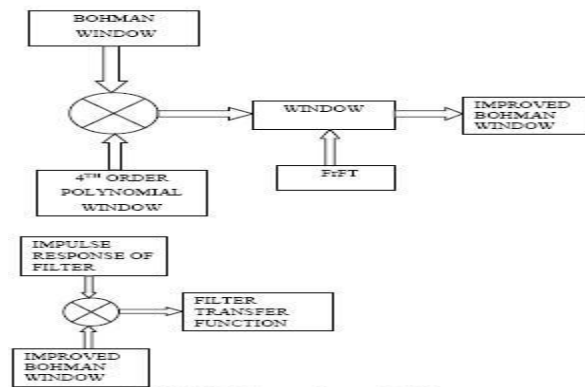 BOHMAN
WINDOW
WINDOW
IMPROVED
BOHMAN
WINDOW
4TH ORDER
POLYNOMIAL
WINDOW
FrFT
IMPULSE
RESPONSE OF
FILTER
FILTER
TRANSFER
FUNCTION
IMPROVED
BOHMAN
WINDOW